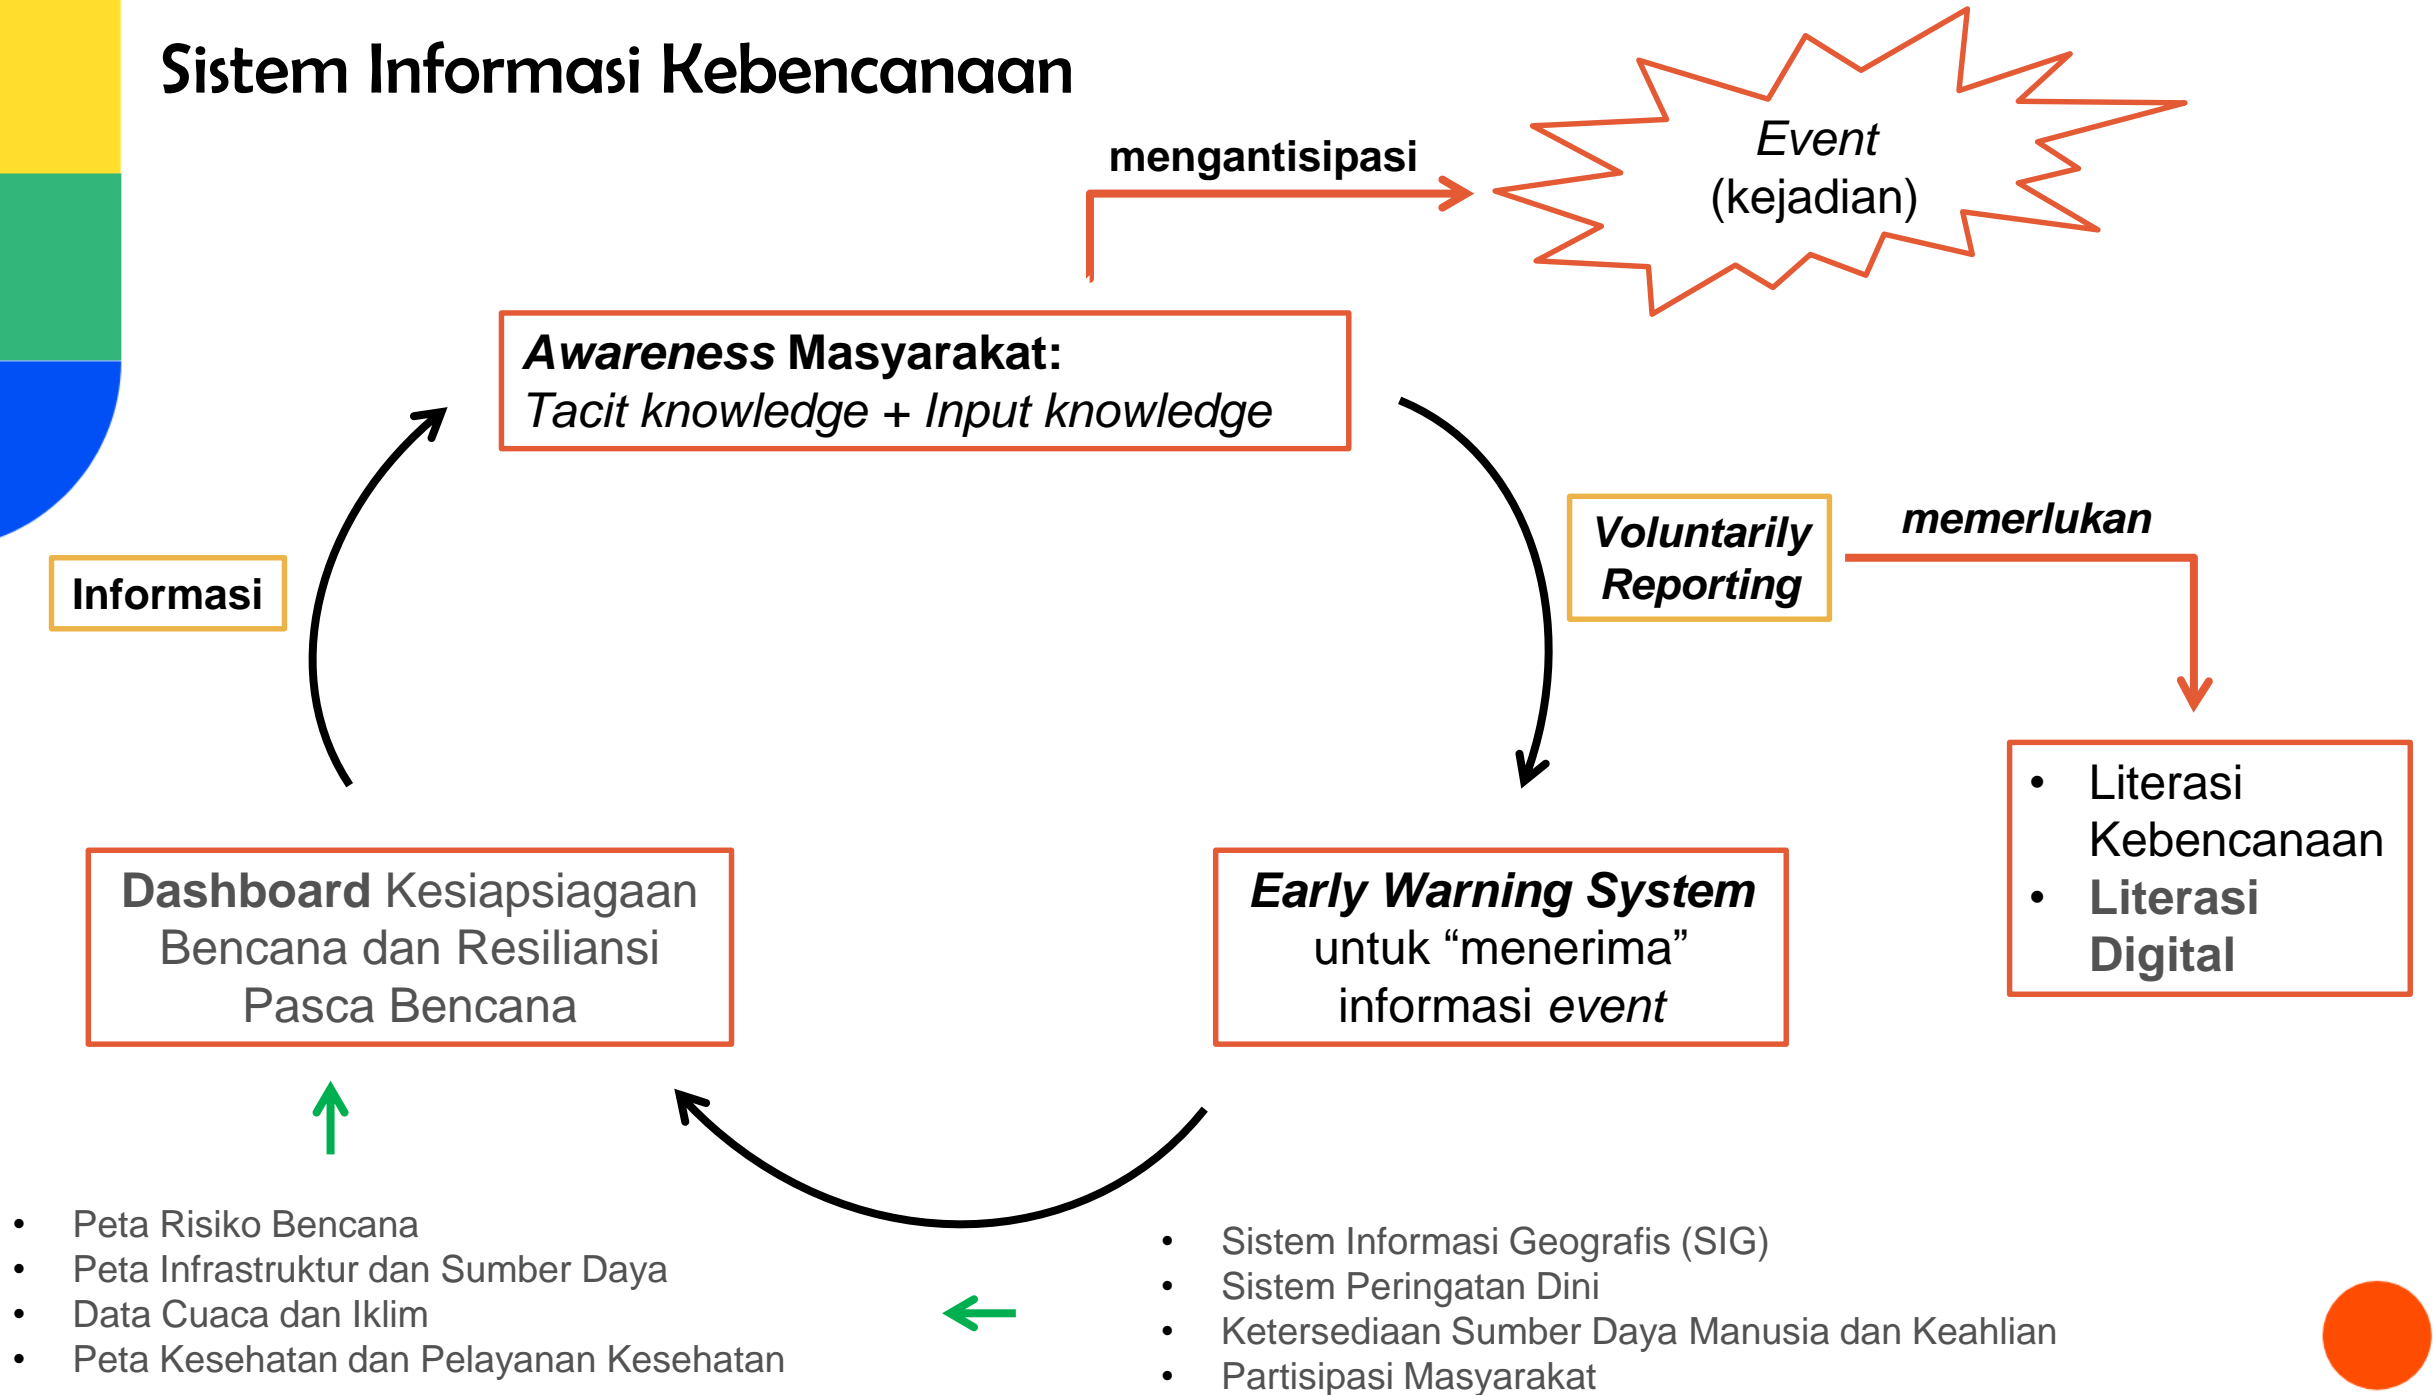 Sistem Informasi Kebencanaan
mengantisipasi
Event
(kejadian)
Awareness Masyarakat:
Tacit knowledge + Input knowledge
Voluntarily
Reporting
memerlukan
Informasi
• Literasi
Kebencanaan
• Literasi
Digital
Dashboard Kesiapsiagaan
Bencana dan Resiliansi
Pasca Bencana
Early Warning System
untuk “menerima”
informasi event
• Peta Risiko Bencana
• Peta Infrastruktur dan Sumber Daya
• Data Cuaca dan Iklim
• Peta Kesehatan dan Pelayanan Kesehatan
• Sistem Informasi Geografis (SIG)
• Sistem Peringatan Dini
• Ketersediaan Sumber Daya Manusia dan Keahlian
• Partisipasi Masyarakat